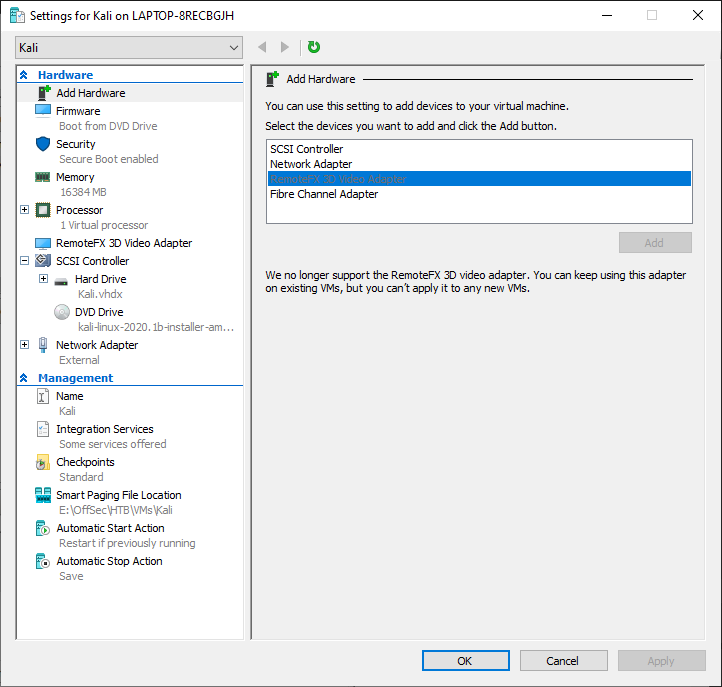 Settings for Kali on LAPTOP-8RECBGJH
Kali
Hardware
Add Hardware
Firmware
Boot from DVD Drive
Security
Secure Boot enabled
Memory
16384 MB
Processor
1 Virtual processor
RemoteFX 3D Video Adapter
SCSI Controller
Hard Drive
Kali.vhdx
DVD Drive
kali-linux-2020.1b-installer-am...
Network Adapter
External
Management
Name
Kali
Integration Services
Some services offered
Checkpoints
Standard
Smart Paging File Location
E:\OffSec\HTB\VMs\Kali
Automatic Start Action
Restart if previously running
Automatic Stop Action
Save
Add Hardware
You can use this setting to add devices to your virtual machine.
Select the devices you want to add and click the Add button.
SCSI Controller
Network Adapter
RemoteFX 3D Video Adapter
Fibre Channel Adapter
Add
We no longer support the RemoteFX 3D video adapter. You can keep using this adapter
on existing VMs, but you can't apply it to any new VMs.
OK
Cancel
Apply